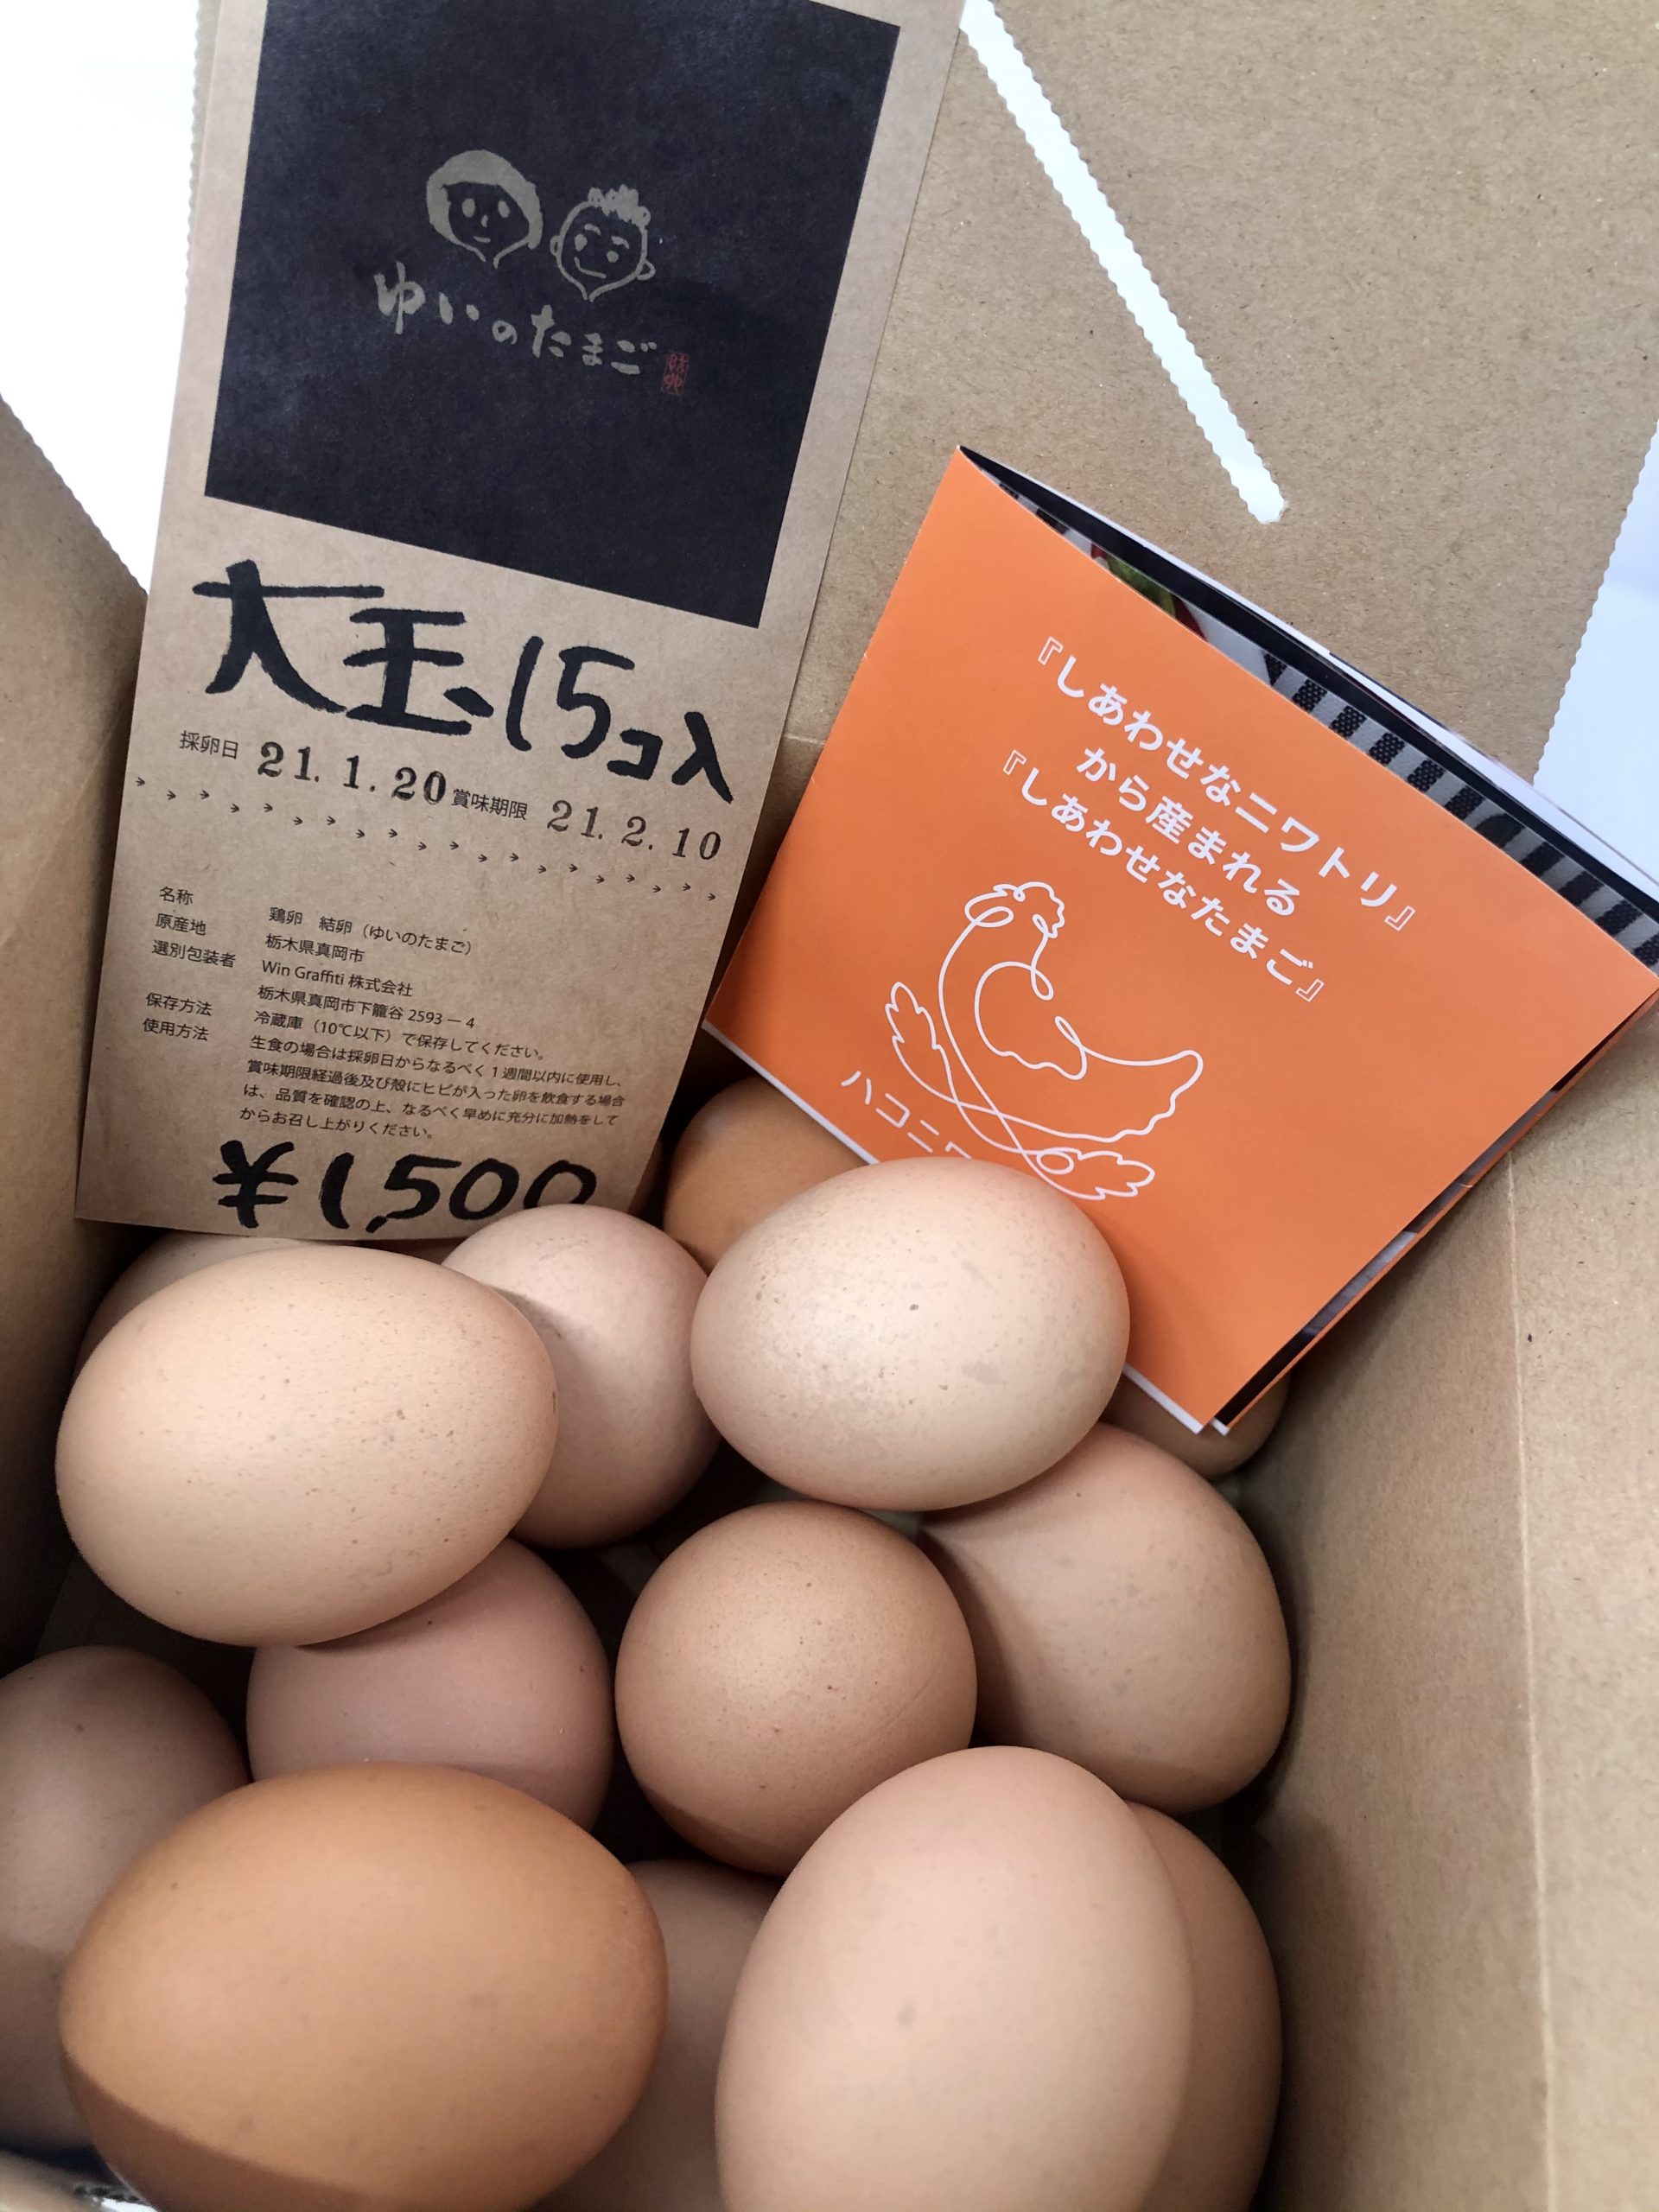 ゆいのたまご
大玉15コ入
採卵日 21.1.20 賞味期限 21.2.10
名称 鶏卵 結卵（ゆいのたまご）
原産地 栃木県真岡市
選別包装者 Win Graffiti 株式会社
栃木県真岡市下籠谷 2593 ー 4
保存方法 冷蔵庫（10℃以下）で保存してください。
使用方法 生食の場合は採卵日からなるべく1週間以内に使用し、
賞味期限経過後及び殻にヒビが入った卵を飲食する場合
は、品質を確認の上、なるべく早めに充分に加熱をして
からお召し上がりください。
¥1,500
『しあわせなニワトリ』
から産まれる
『しあわせなたまご』
ハコニワ